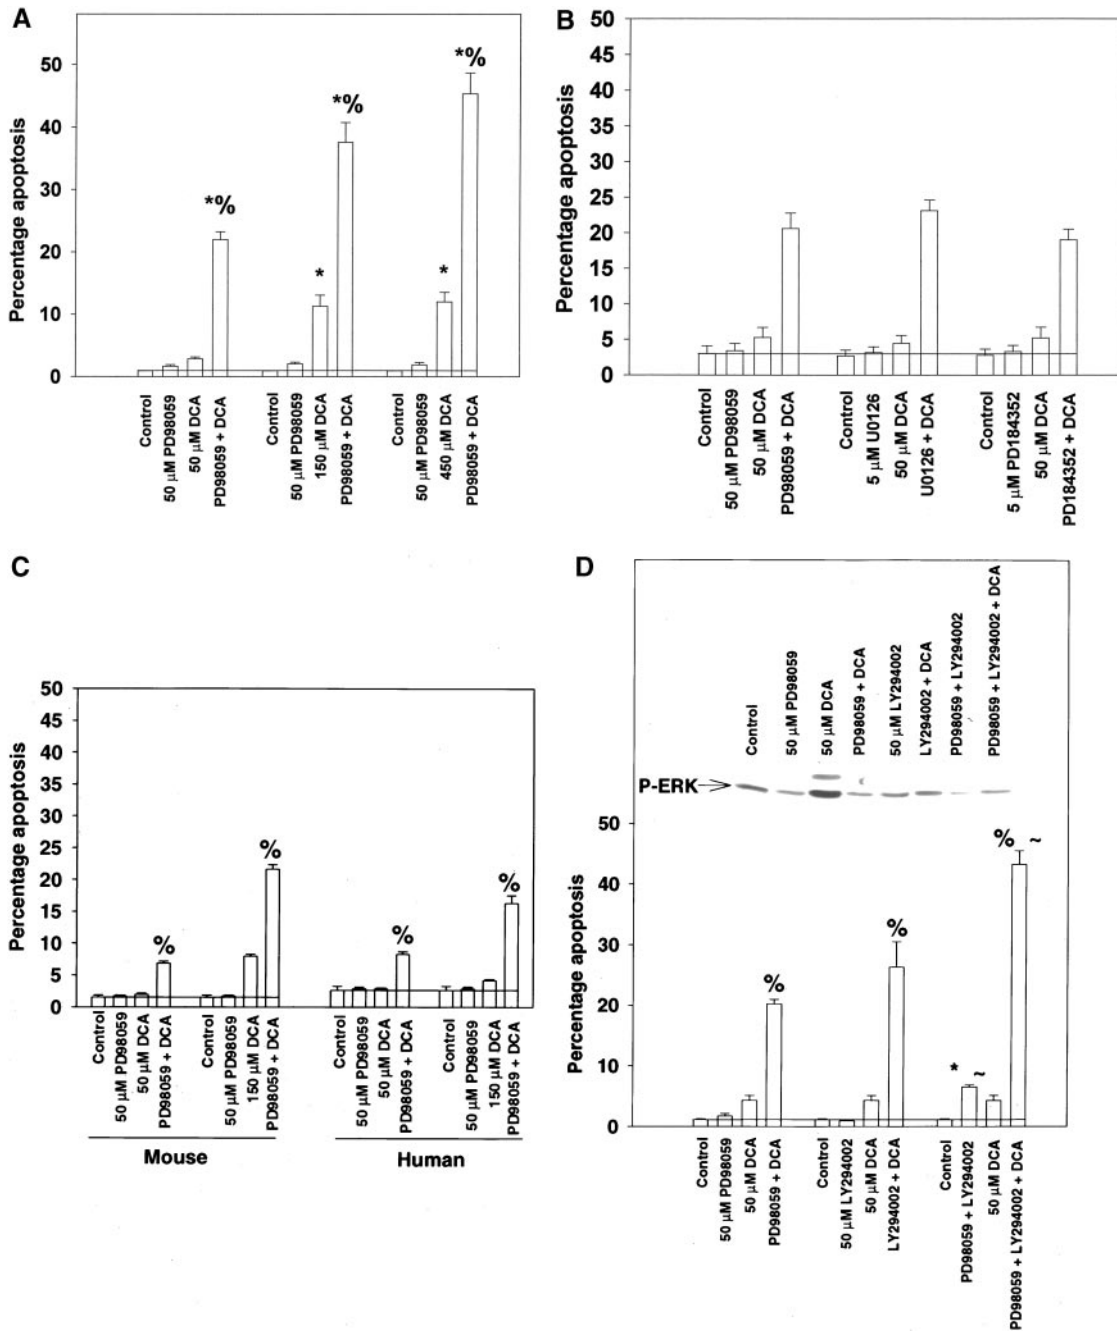 A
Percentage apoptosis
50
40
30
20
10
0
*%
*%
*%
*
*
Control
50 µM PD98059
50 µM DCA
PD98059 + DCA
Control
50 µM PD98059
150 µM DCA
PD98059 + DCA
Control
50 µM PD98059
450 µM DCA
PD98059 + DCA
B
Percentage apoptosis
50
45
40
35
30
25
20
15
10
5
0
Control
50 µM PD98059
50 µM DCA
PD98059 + DCA
Control
5 µM U0126
50 µM DCA
U0126 + DCA
Control
5 µM PD184352
50 µM DCA
PD184352 + DCA
C
Percentage apoptosis
50
45
40
35
30
25
20
15
10
5
0
%
%
%
%
Control
50 µM PD98059
50 µM DCA
PD98059 + DCA
Control
50 µM PD98059
150 µM DCA
PD98059 + DCA
Control
50 µM PD98059
50 µM DCA
PD98059 + DCA
Control
50 µM PD98059
150 µM DCA
PD98059 + DCA
Mouse
Human
D
Control
50 µM PD98059
50 µM DCA
PD98059 + DCA
50 µM LY294002
LY294002 + DCA
PD98059 + LY294002
PD98059 + LY294002 + DCA
P-ERK
Percentage apoptosis
50
40
30
20
10
0
%
%
* ~
% ~
Control
50 µM PD98059
50 µM DCA
PD98059 + DCA
Control
50 µM LY294002
50 µM DCA
LY294002 + DCA
Control
PD98059 + LY294002
50 µM DCA
PD98059 + LY294002 + DCA